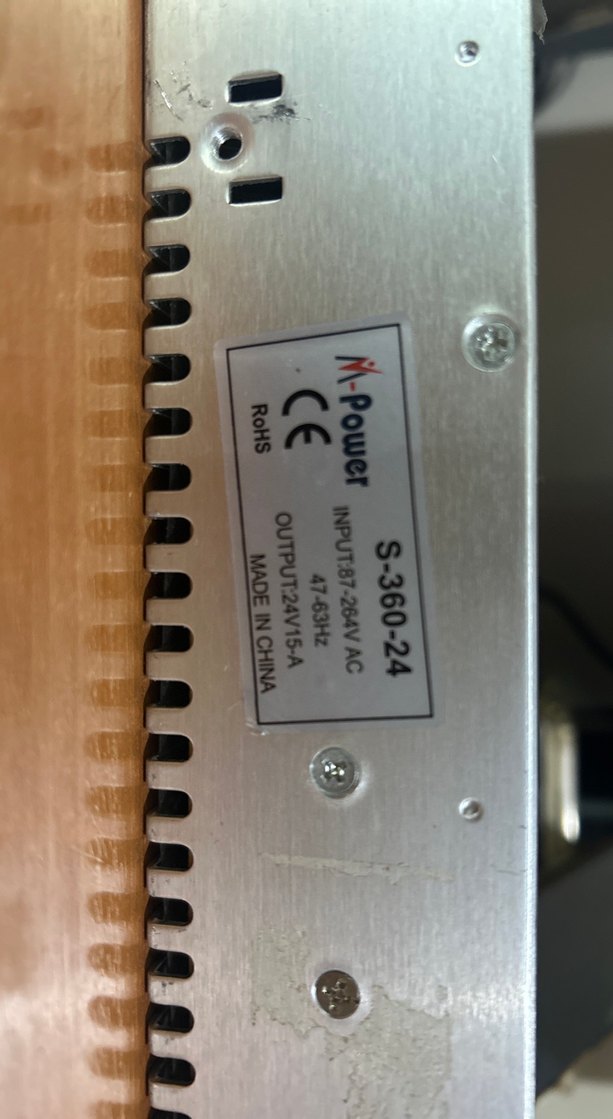 M-Power
S-360-24
CE
RoHS
INPUT:87-264V AC
47-63Hz
OUTPUT:24V15-A
MADE IN CHINA